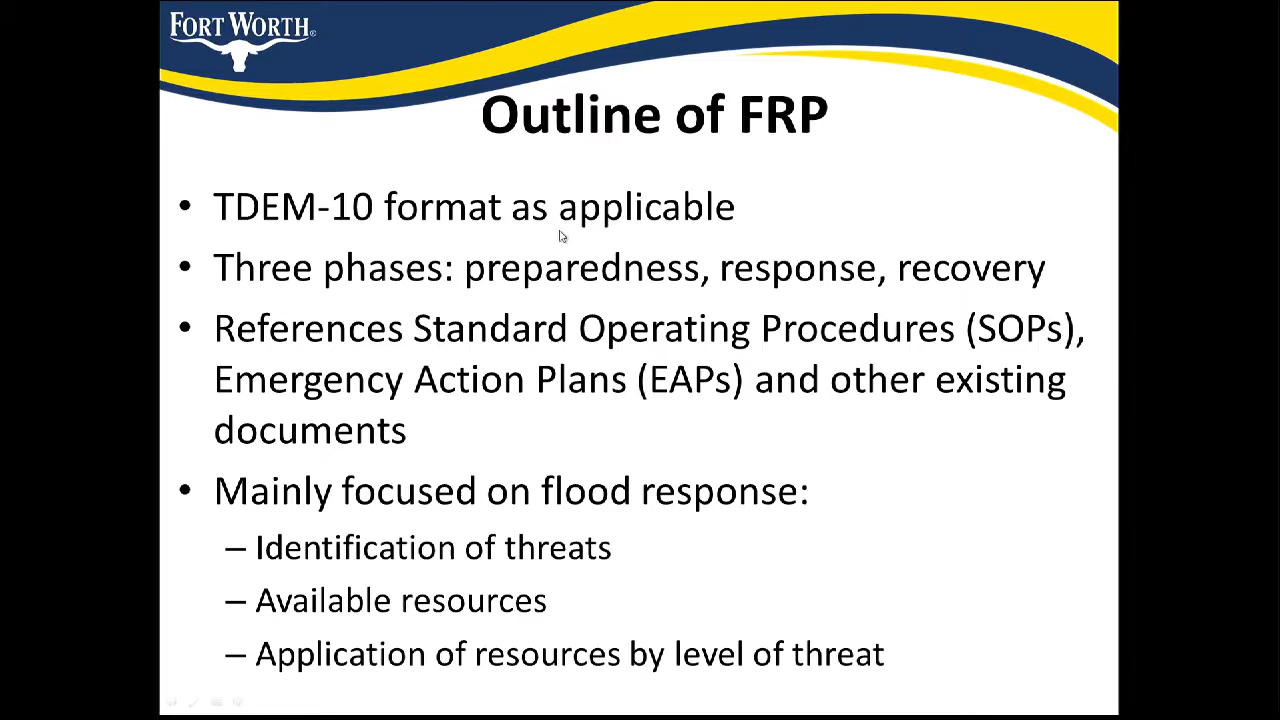 FORT WORTH®
Outline of FRP
• TDEM-10 format as applicable
• Three phases: preparedness, response, recovery
• References Standard Operating Procedures (SOPs),
Emergency Action Plans (EAPs) and other existing
documents
• Mainly focused on flood response:
– Identification of threats
– Available resources
– Application of resources by level of threat